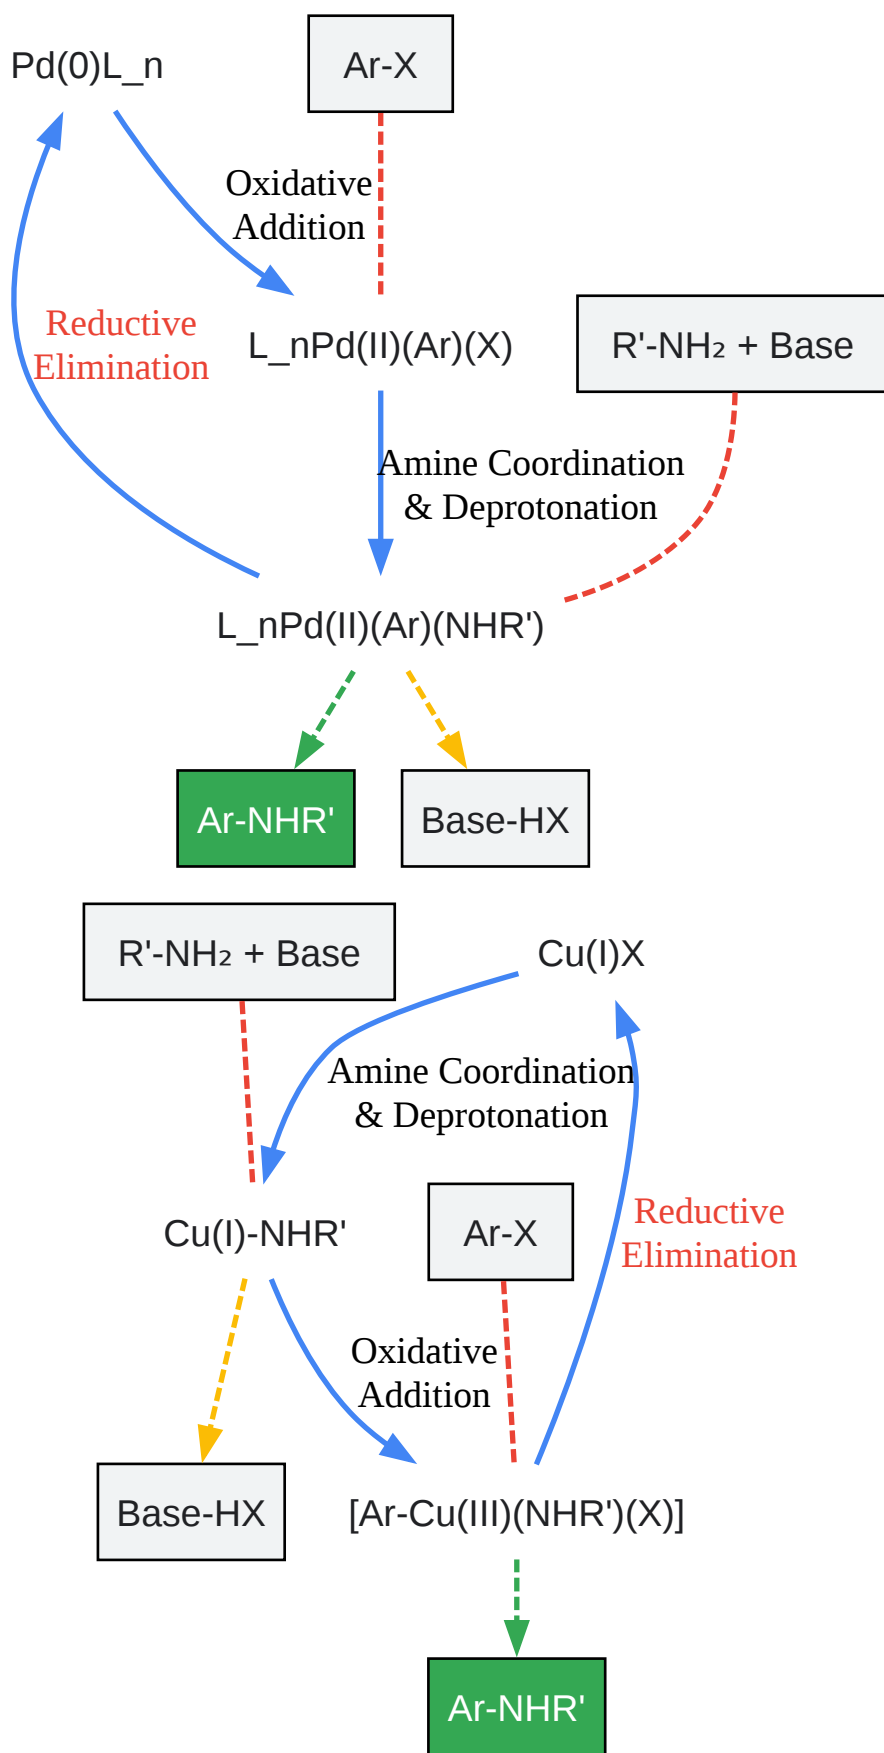 Pd(0)L_n
Ar-X
Oxidative
Addition
Reductive
Elimination
L_nPd(II)(Ar)(X)
R'-NH₂ + Base
Amine Coordination
& Deprotonation
L_nPd(II)(Ar)(NHR')
Ar-NHR'
Base-HX
R'-NH₂ + Base
Cu(I)X
Amine Coordination
& Deprotonation
Cu(I)-NHR'
Ar-X
Reductive
Elimination
Oxidative
Addition
Base-HX
[Ar-Cu(III)(NHR')(X)]
Ar-NHR'